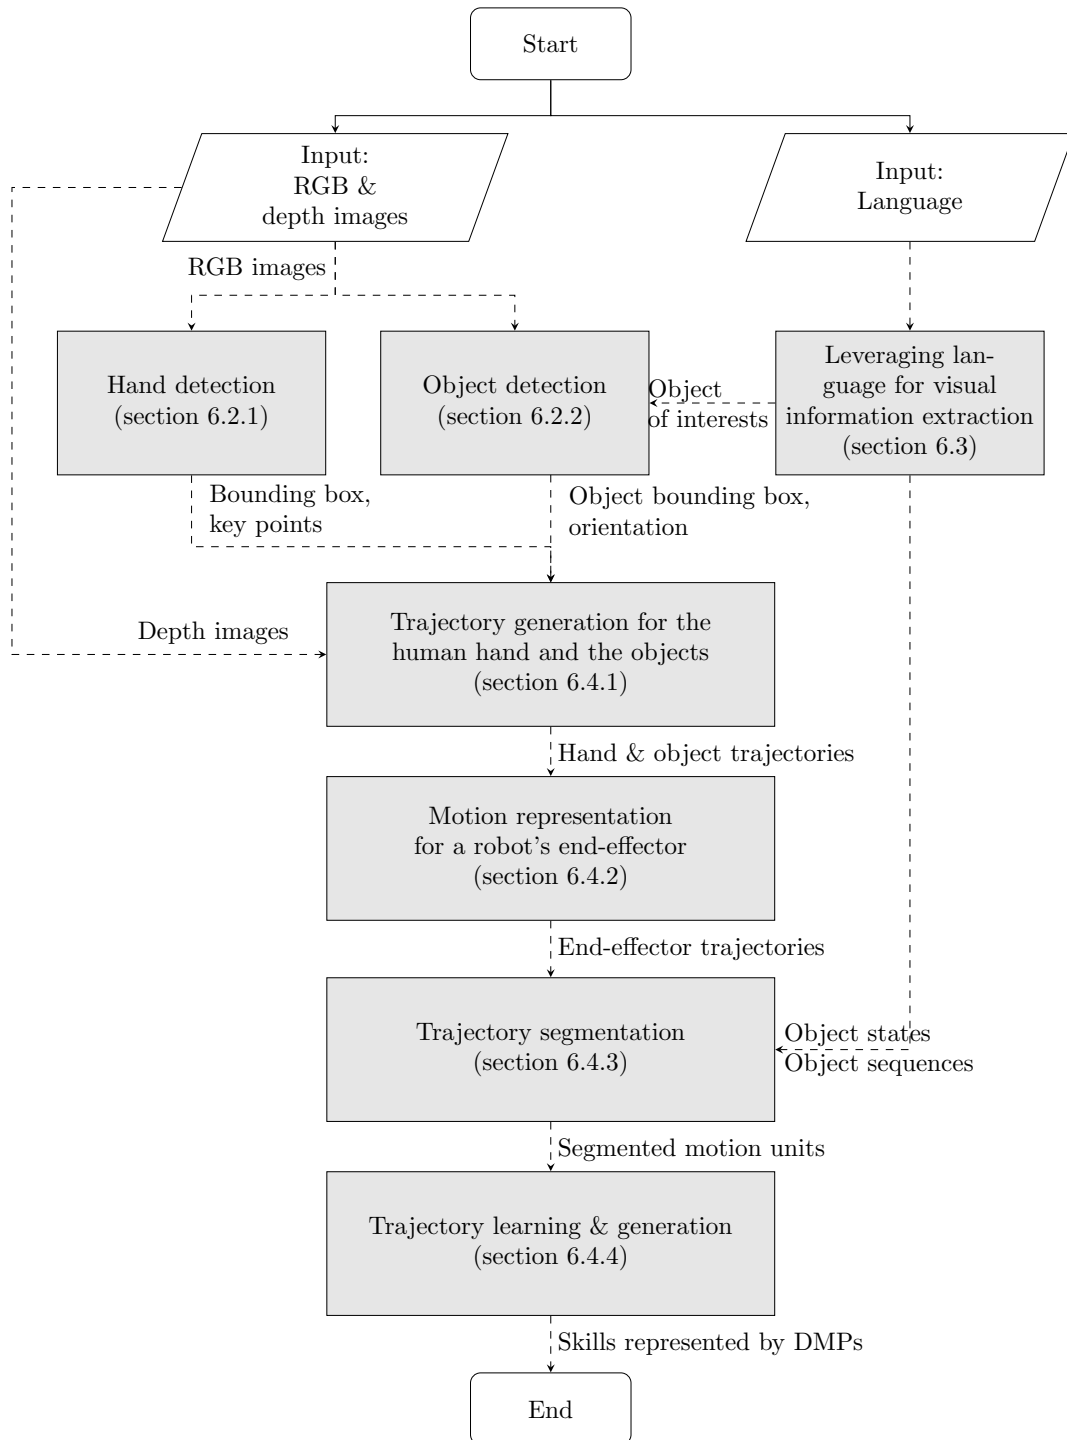 Start
Input:
RGB &
depth images
Input:
Language
RGB images
Hand detection
(section 6.2.1)
Object detection
(section 6.2.2)
Object
of interests
Leveraging lan-
guage for visual
information extraction
(section 6.3)
Bounding box,
key points
Object bounding box,
orientation
Depth images
Trajectory generation for the
human hand and the objects
(section 6.4.1)
Hand & object trajectories
Motion representation
for a robot's end-effector
(section 6.4.2)
End-effector trajectories
Trajectory segmentation
(section 6.4.3)
Object states
Object sequences
Segmented motion units
Trajectory learning & generation
(section 6.4.4)
Skills represented by DMPs
End